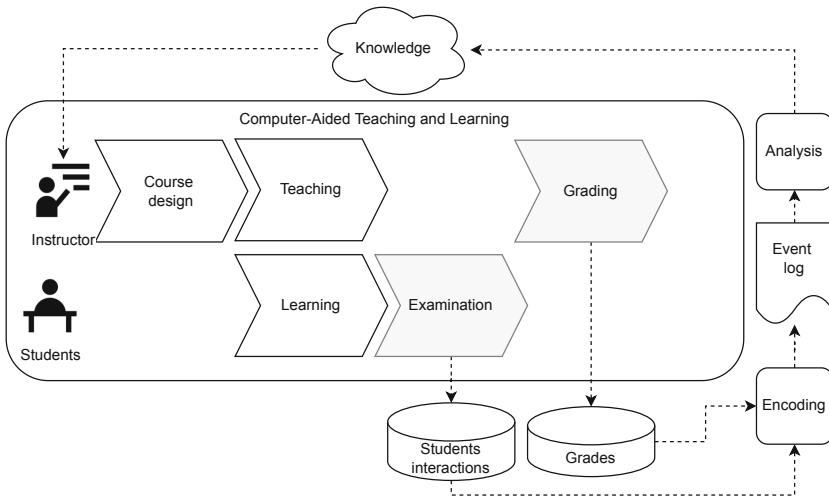 Knowledge
Computer-Aided Teaching and Learning
Course
design
Teaching
Grading
Analysis
Instructor
Event
log
Learning
Examination
Students
Encoding
Students
interactions
Grades